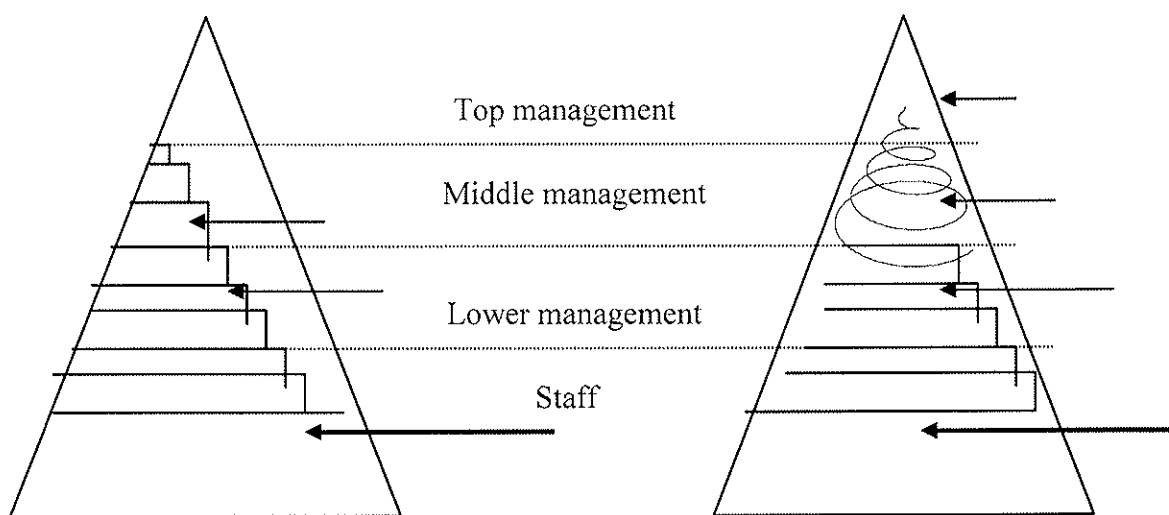 Top management
Middle management
Lower management
Staff